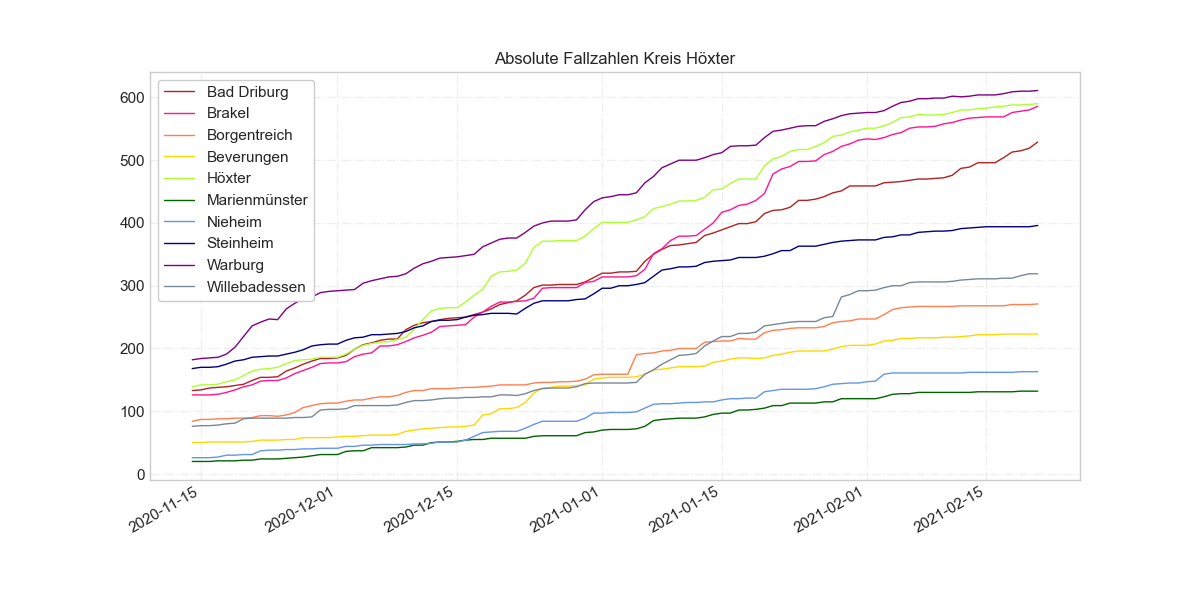 Absolute Fallzahlen Kreis Höxter
Bad Driburg
Brakel
Borgentreich
Beverungen
Höxter
Marienmünster
Nieheim
Steinheim
Warburg
Willebadessen
600
500
400
300
200
100
0
2020-11-15
2020-12-01
2020-12-15
2021-01-01
2021-01-15
2021-02-01
2021-02-15